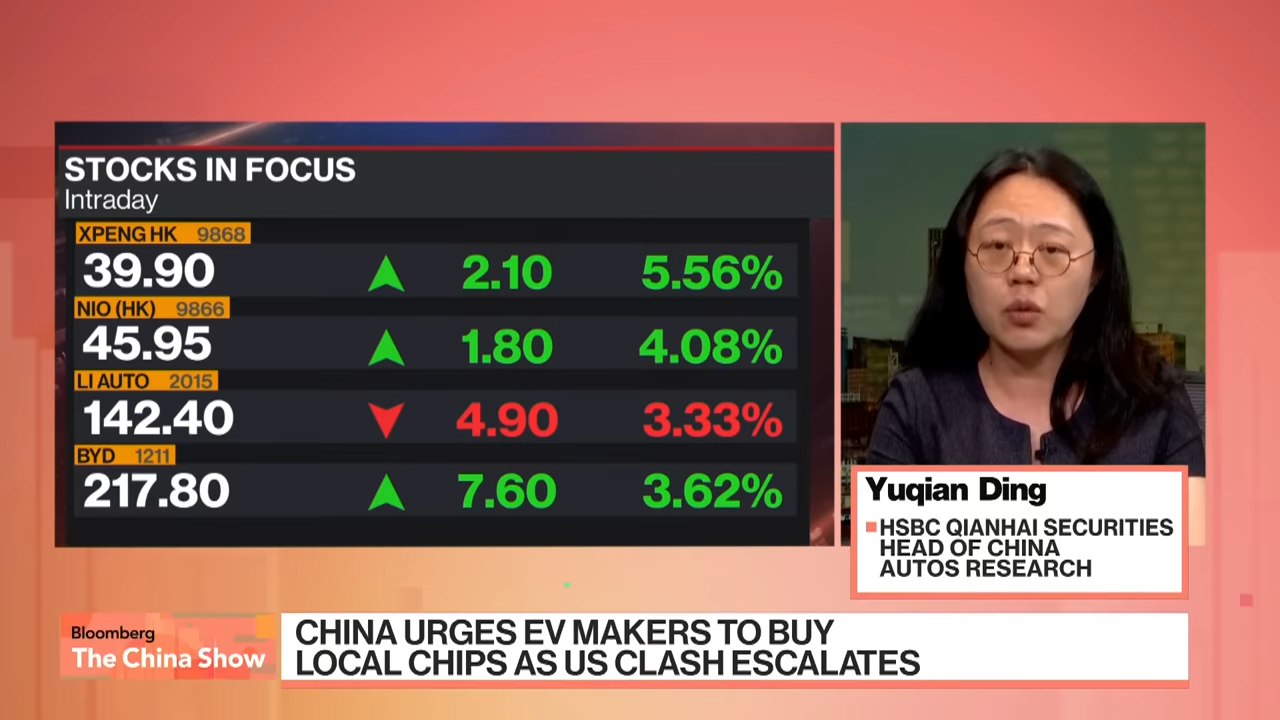 STOCKS IN FOCUS
Intraday
XPENG HK 9868
39.90 2.10 5.56%
NIO (HK) 9866
45.95 1.80 4.08%
LI AUTO 2015
142.40 4.90 3.33%
BYD 1211
217.80 7.60 3.62%
Yuqian Ding
HSBC QIANHAI SECURITIES
HEAD OF CHINA
AUTOS RESEARCH
Bloomberg
The China Show
CHINA URGES EV MAKERS TO BUY
LOCAL CHIPS AS US CLASH ESCALATES